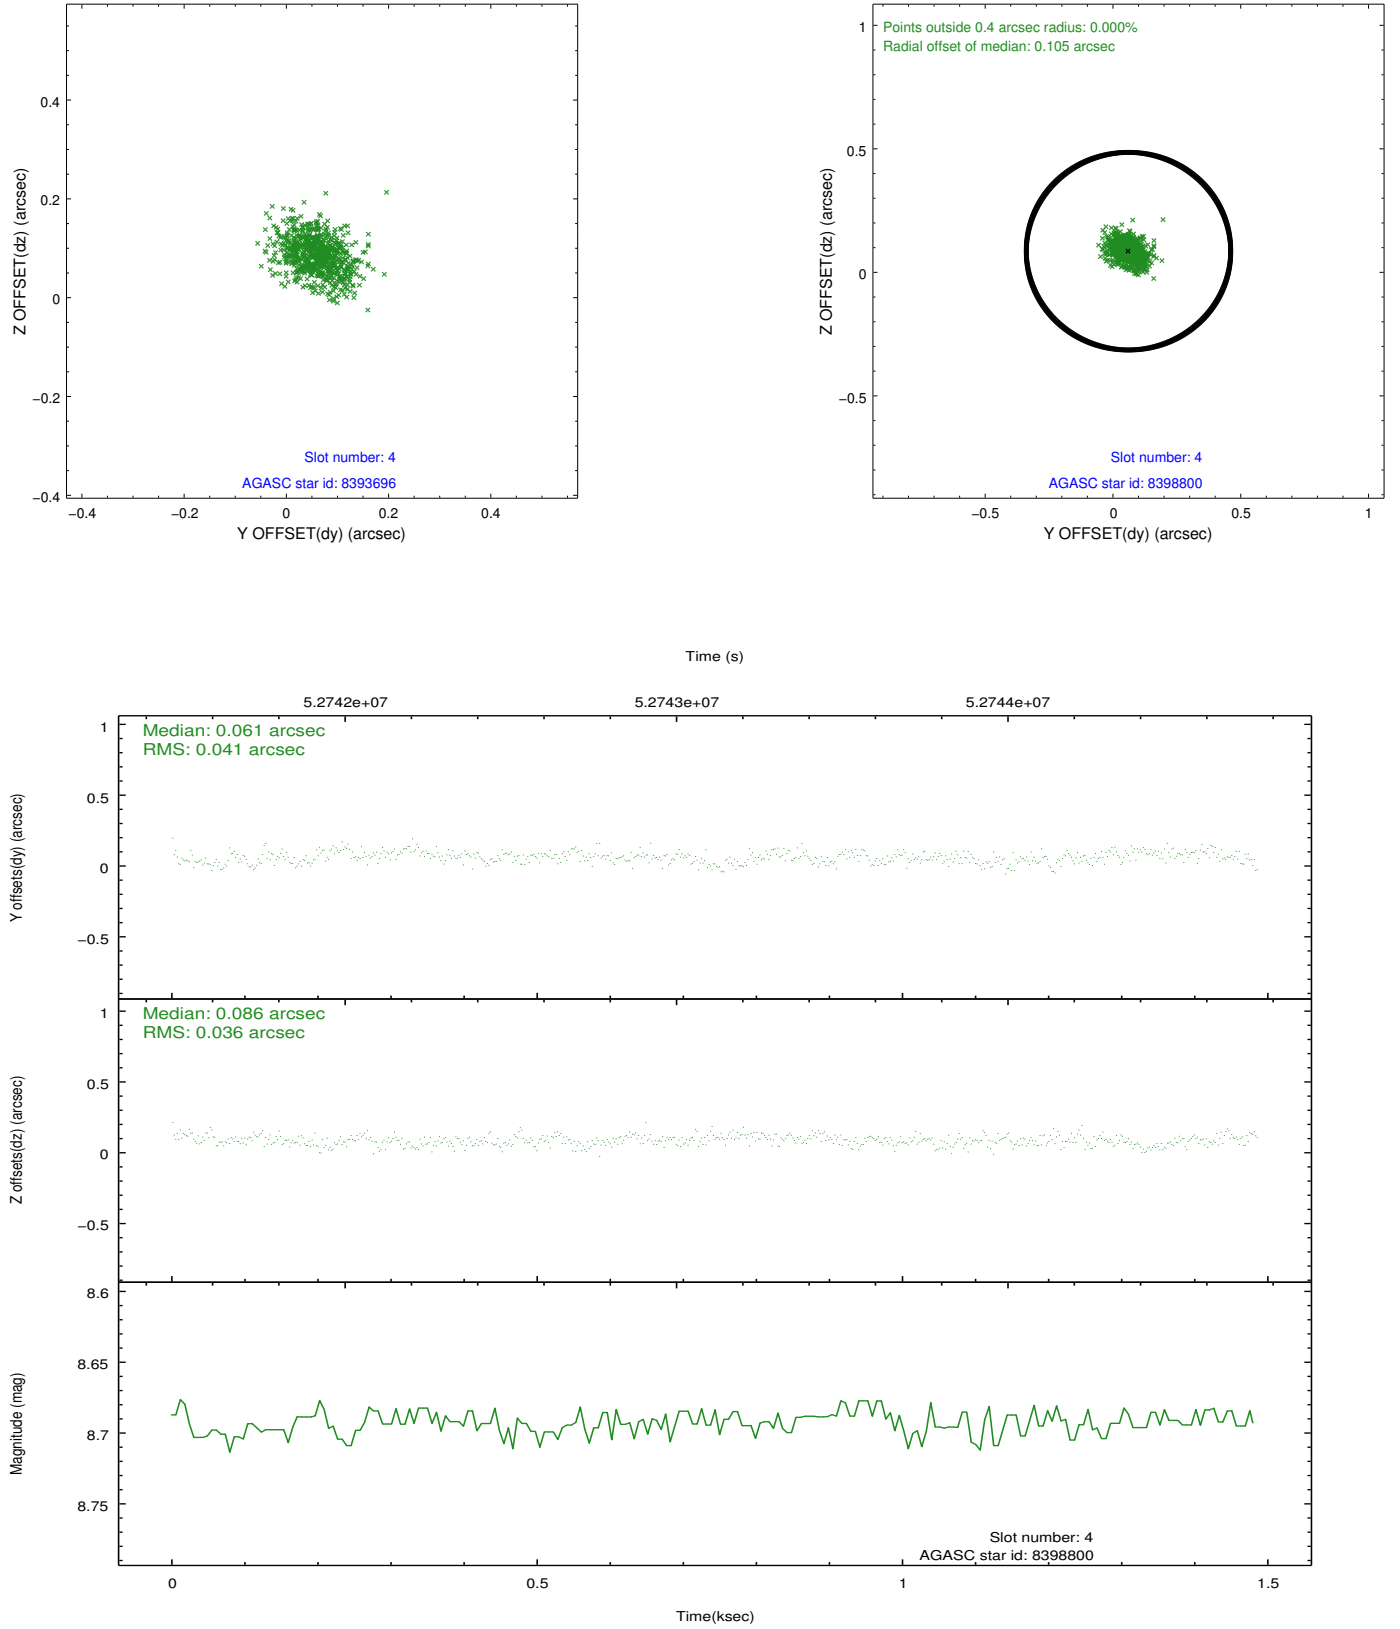 Z OFFSET(dz) (arcsec)
0.4
0.2
0
−0.2
−0.4
Slot number: 4
AGASC star id: 8393696
−0.4
−0.2
0
0.2
0.4
Y OFFSET(dy) (arcsec)
Points outside 0.4 arcsec radius: 0.000%
Radial offset of median: 0.105 arcsec
Z OFFSET(dz) (arcsec)
1
0.5
0
−0.5
Slot number: 4
AGASC star id: 8398800
−0.5
0
0.5
1
Y OFFSET(dy) (arcsec)
Time (s)
5.2742e+07
5.2743e+07
5.2744e+07
Median: 0.061 arcsec
RMS: 0.041 arcsec
Y offsets(dy) (arcsec)
1
0.5
0
−0.5
Median: 0.086 arcsec
RMS: 0.036 arcsec
Z offsets(dz) (arcsec)
1
0.5
0
−0.5
Magnitude (mag)
8.6
8.65
8.7
8.75
Slot number: 4
AGASC star id: 8398800
0
0.5
1
1.5
Time(ksec)